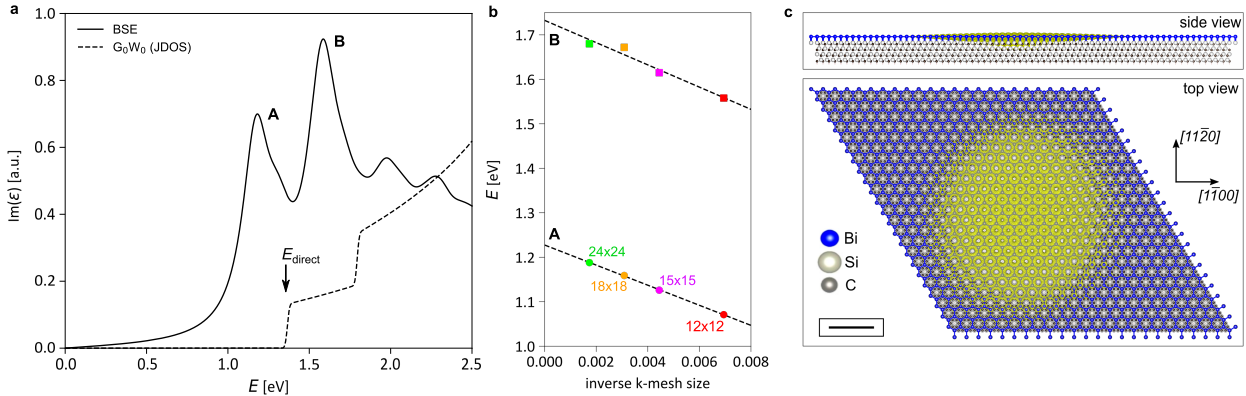 a
BSE
G₀W₀ (JDOS)
A
B
E_direct
Im(ε) [a.u.]
1.0
0.8
0.6
0.4
0.2
0.0
0.0 0.5 1.0 1.5 2.0 2.5
E [eV]
b
B
A
24x24
18x18
15x15
12x12
E [eV]
1.7
1.6
1.5
1.4
1.3
1.2
1.1
1.0
0.000 0.002 0.004 0.006 0.008
inverse k-mesh size
c
side view
top view
[112̄0]
[11̄00]
Bi
Si
C